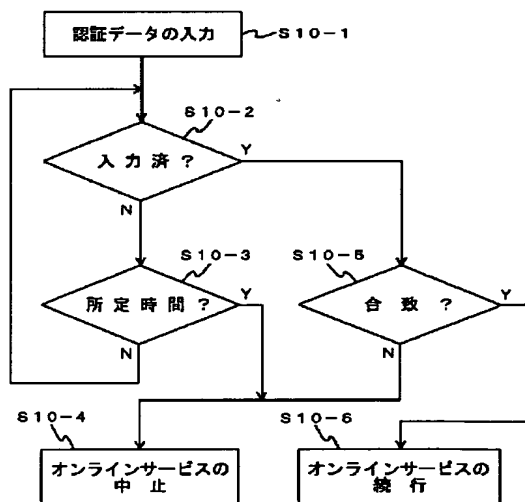 認証データの入力
S10-1
S10-2
入力済?
Y
N
S10-3
S10-5
所定時間?
Y
合致?
Y
N
N
S10-4
S10-6
オンラインサービスの
中止
オンラインサービスの
続行